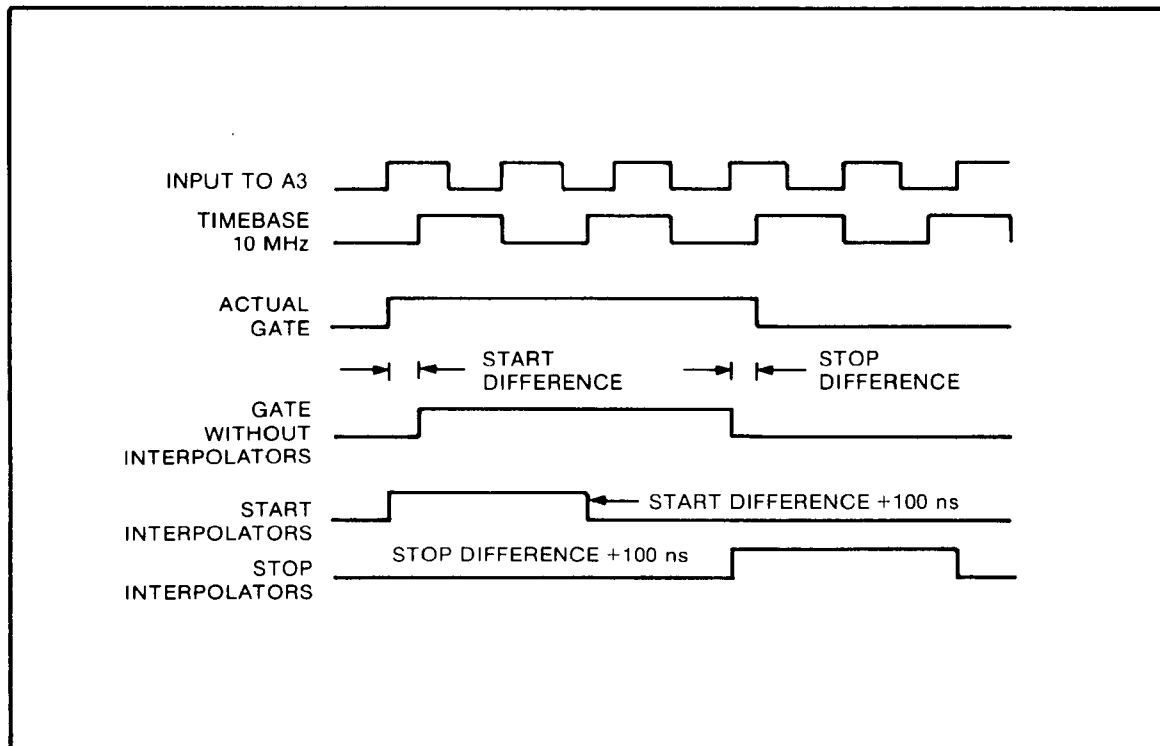 INPUT TO A3
TIMEBASE
10 MHz
ACTUAL
GATE
START
DIFFERENCE
STOP
DIFFERENCE
GATE
WITHOUT
INTERPOLATORS
START
INTERPOLATORS
START DIFFERENCE +100 ns
STOP DIFFERENCE +100 ns
STOP
INTERPOLATORS